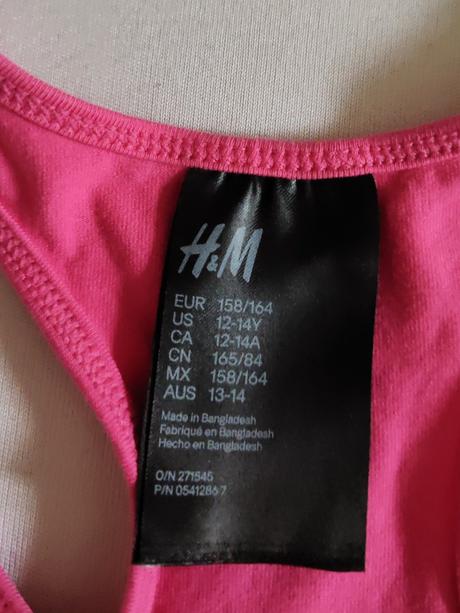 H&M
EUR 158/164
US 12-14Y
CA 12-14A
CN 165/84
MX 158/164
AUS 13-14
Made in Bangladesh
Fabriqué en Bangladesh
Hecho en Bangladesh
O/N 271545
P/N 0541286-7